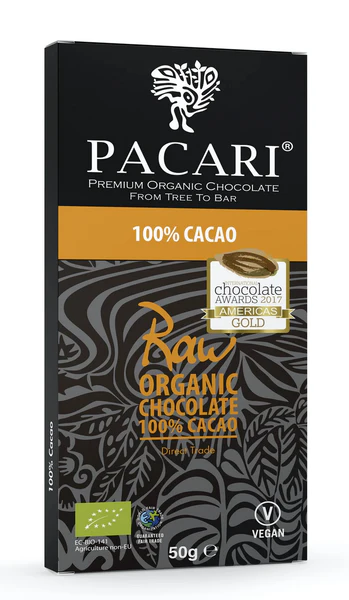 PACARI®
PREMIUM ORGANIC CHOCOLATE
FROM TREE TO BAR
100% CACAO
INTERNATIONAL
chocolate
AWARDS 2017
AMERICAS
GOLD
Raw
ORGANIC
CHOCOLATE
100% CACAO
Direct Trade
100% CACAO
EC-BIO-141
Agriculture non-EU
GUARANTEED
FAIR TRADE
50g ℮
V
VEGAN